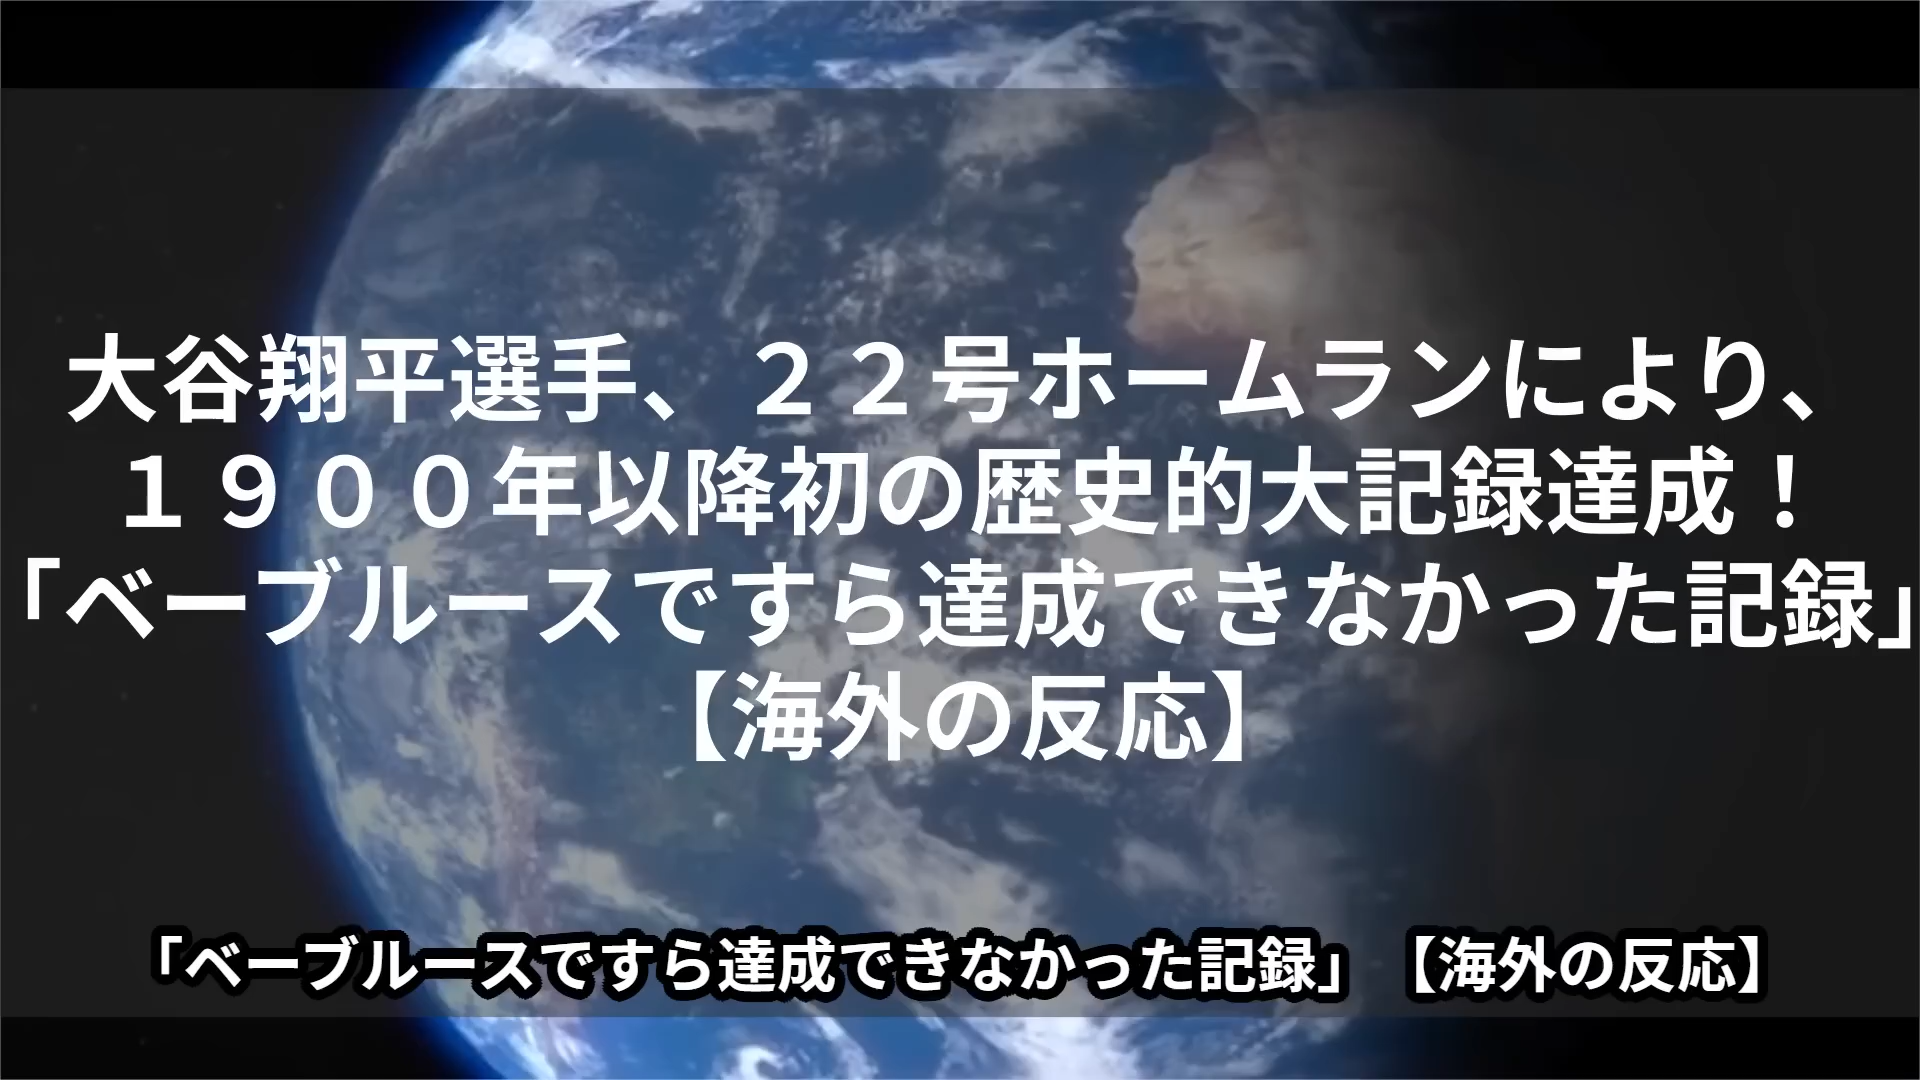 大谷翔平選手、２２号ホームランにより、
１９００年以降初の歴史的大記録達成！
「ベーブルースですら達成できなかった記録」
【海外の反応】
「ベーブルースですら達成できなかった記録」【海外の反応】